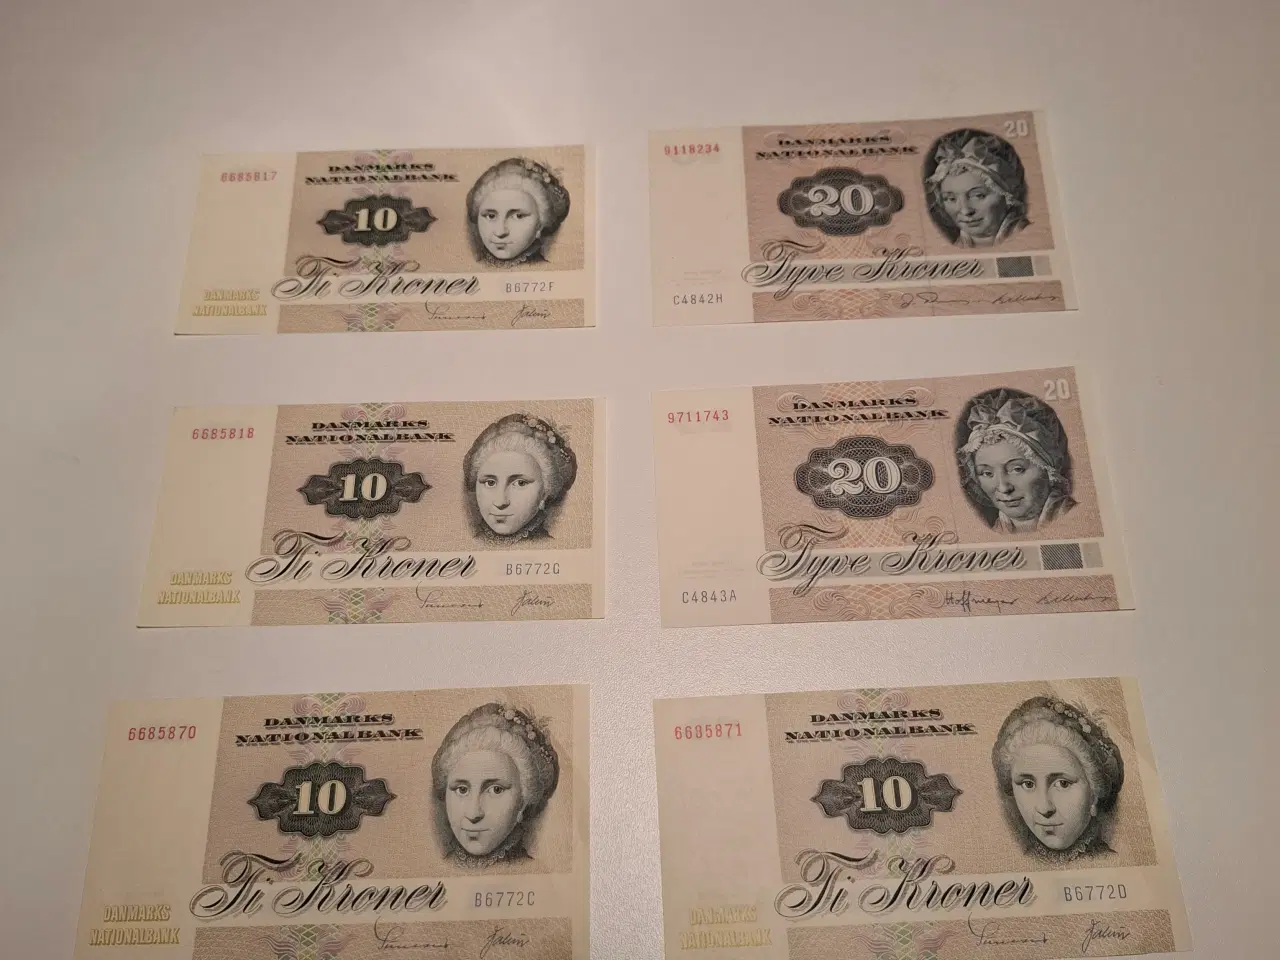 6685817
DANMARKS
NATIONALBANK
10
Ti Kroner
B6772F
DANMARKS
NATIONALBANK
9118234
20
DANMARKS
NATIONALBANK
20
Tyve Kroner
C4842H
6685818
DANMARKS
NATIONALBANK
10
Ti Kroner
B6772G
DANMARKS
NATIONALBANK
9711743
20
DANMARKS
NATIONALBANK
20
Tyve Kroner
C4843A
Hoffmeyer
6685870
DANMARKS
NATIONALBANK
10
Ti Kroner
B6772C
DANMARKS
NATIONALBANK
6685871
DANMARKS
NATIONALBANK
10
Ti Kroner
B6772D
DANMARKS
NATIONALBANK